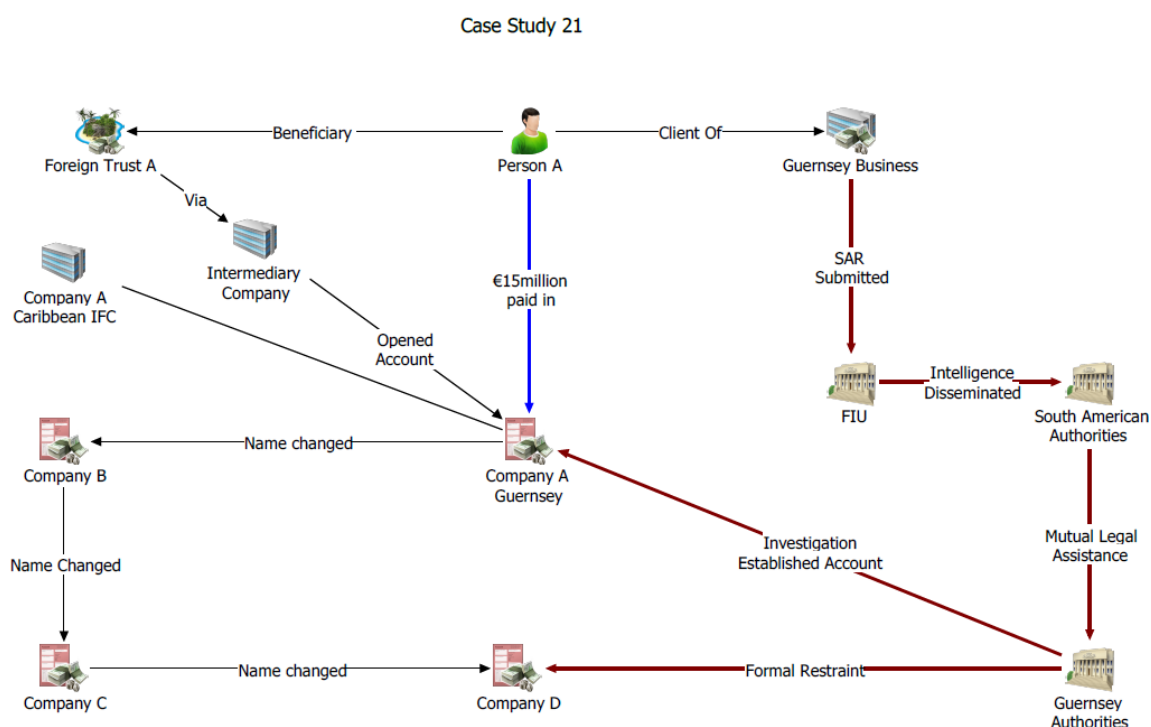 Case Study 21
Beneficiary
Client Of
Foreign Trust A
Person A
Guernsey Business
Via
Intermediary
Company
Company A
Caribbean IFC
€15million
paid in
SAR
Submitted
Opened
Account
Intelligence
Disseminated
FIU
South American
Authorities
Name changed
Company B
Company A
Guernsey
Name Changed
Investigation
Established Account
Mutual Legal
Assistance
Name changed
Formal Restraint
Company C
Company D
Guernsey
Authorities